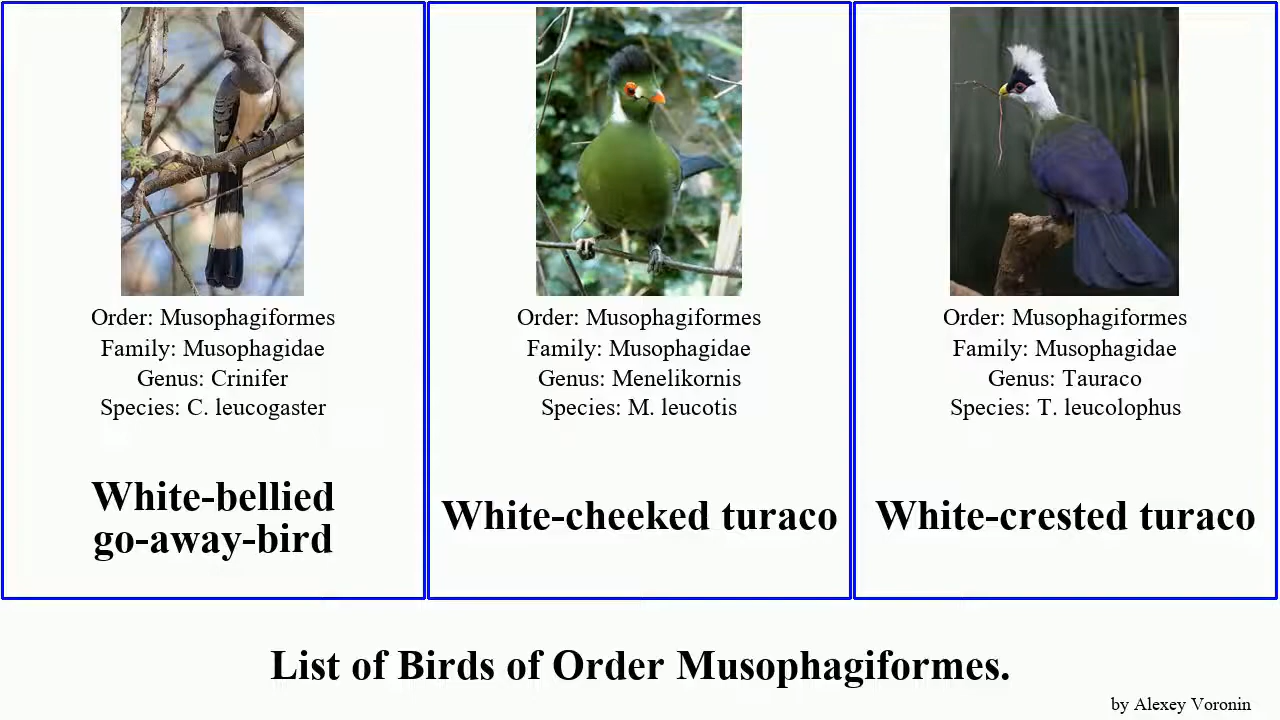 Order: Musophagiformes
Family: Musophagidae
Genus: Crinifer
Species: C. leucogaster
White-bellied
go-away-bird
Order: Musophagiformes
Family: Musophagidae
Genus: Menelikornis
Species: M. leucotis
White-cheeked turaco
Order: Musophagiformes
Family: Musophagidae
Genus: Tauraco
Species: T. leucolophus
White-crested turaco
List of Birds of Order Musophagiformes.
by Alexey Voronin